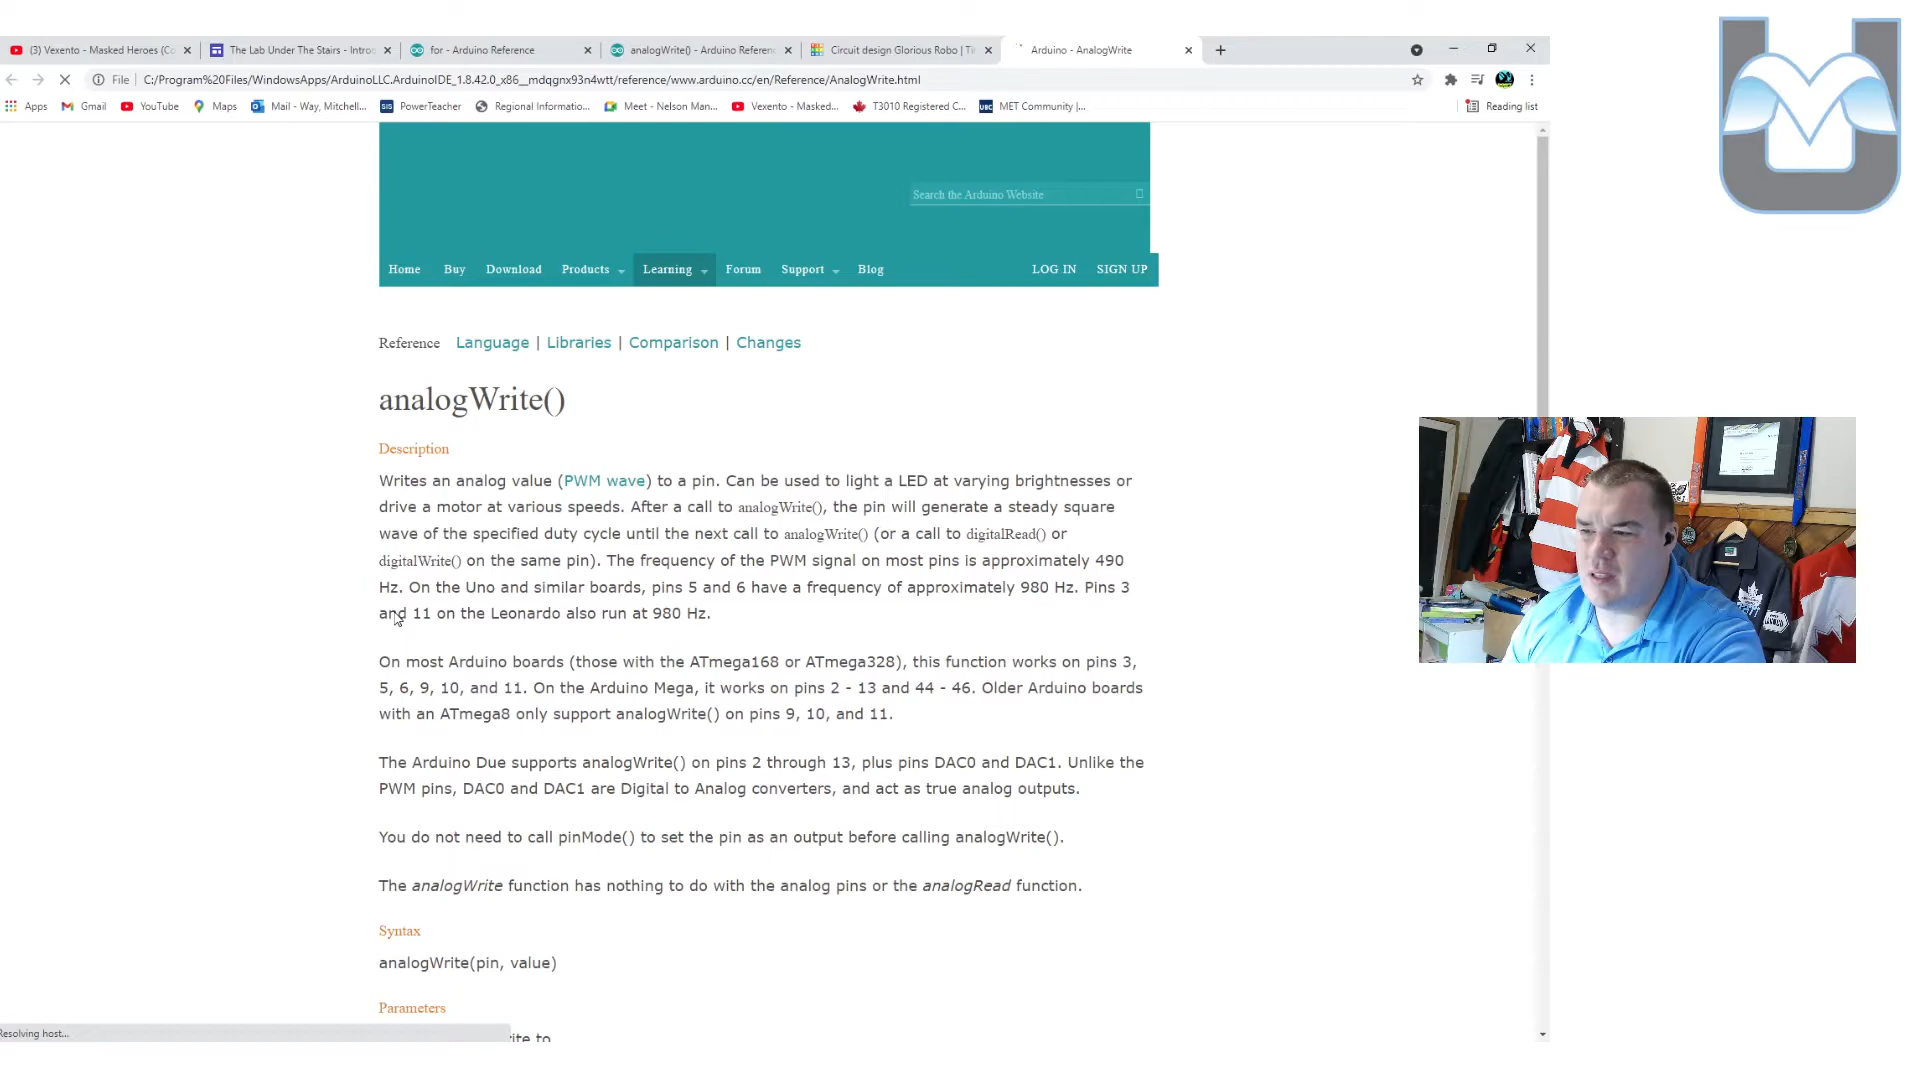 (3) Vexento - Masked Heroes (Co
The Lab Under The Stairs - Intro
for - Arduino Reference
analogWrite() - Arduino Referenc
Circuit design Glorious Robo | Ti
Arduino - AnalogWrite
File
C:/Program%20Files/WindowsApps/ArduinoLLC.ArduinoIDE_1.8.42.0_x86__mdqgnx93n4wtt/reference/www.arduino.cc/en/Reference/AnalogWrite.html
Apps Gmail YouTube Maps Mail - Way, Mitchell... PowerTeacher Regional Informatio... Meet - Nelson Man... Vexento - Masked... T3010 Registered C... MET Community |... Reading list
Search the Arduino Website
Home Buy Download Products Learning Forum Support Blog LOG IN SIGN UP
Reference Language | Libraries | Comparison | Changes
analogWrite()
Description
Writes an analog value (PWM wave) to a pin. Can be used to light a LED at varying brightnesses or
drive a motor at various speeds. After a call to analogWrite(), the pin will generate a steady square
wave of the specified duty cycle until the next call to analogWrite() (or a call to digitalRead() or
digitalWrite() on the same pin). The frequency of the PWM signal on most pins is approximately 490
Hz. On the Uno and similar boards, pins 5 and 6 have a frequency of approximately 980 Hz. Pins 3
and 11 on the Leonardo also run at 980 Hz.
On most Arduino boards (those with the ATmega168 or ATmega328), this function works on pins 3,
5, 6, 9, 10, and 11. On the Arduino Mega, it works on pins 2 - 13 and 44 - 46. Older Arduino boards
with an ATmega8 only support analogWrite() on pins 9, 10, and 11.
The Arduino Due supports analogWrite() on pins 2 through 13, plus pins DAC0 and DAC1. Unlike the
PWM pins, DAC0 and DAC1 are Digital to Analog converters, and act as true analog outputs.
You do not need to call pinMode() to set the pin as an output before calling analogWrite().
The analogWrite function has nothing to do with the analog pins or the analogRead function.
Syntax
analogWrite(pin, value)
Parameters
Resolving host...
ite to